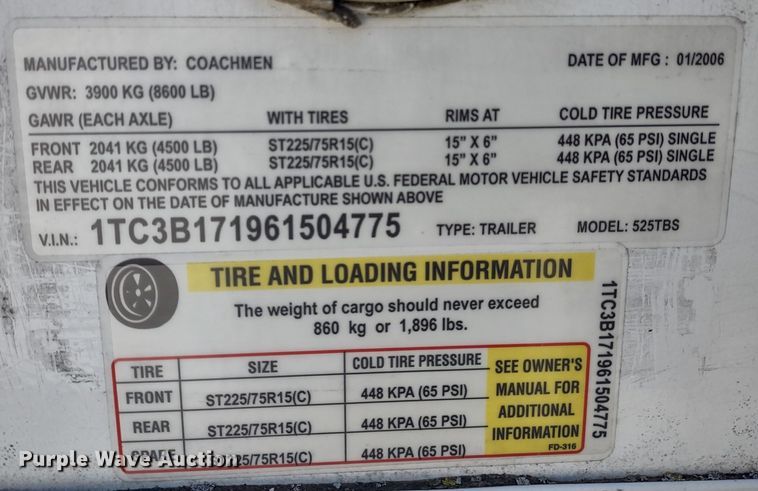 MANUFACTURED BY: COACHMEN DATE OF MFG : 01/2006
GVWR: 3900 KG (8600 LB)
GAWR (EACH AXLE) WITH TIRES RIMS AT COLD TIRE PRESSURE
FRONT 2041 KG (4500 LB) ST225/75R15(C) 15" X 6" 448 KPA (65 PSI) SINGLE
REAR 2041 KG (4500 LB) ST225/75R15(C) 15" X 6" 448 KPA (65 PSI) SINGLE
THIS VEHICLE CONFORMS TO ALL APPLICABLE U.S. FEDERAL MOTOR VEHICLE SAFETY STANDARDS
IN EFFECT ON THE DATE OF MANUFACTURE SHOWN ABOVE
V.I.N.: 1TC3B171961504775 TYPE: TRAILER MODEL: 525TBS
TIRE AND LOADING INFORMATION
The weight of cargo should never exceed
860 kg or 1,896 lbs.
TIRE SIZE COLD TIRE PRESSURE
FRONT ST225/75R15(C) 448 KPA (65 PSI)
REAR ST225/75R15(C) 448 KPA (65 PSI)
SPARE ST225/75R15(C) 448 KPA (65 PSI)
SEE OWNER'S
MANUAL FOR
ADDITIONAL
INFORMATION
FD-316
1TC3B171961504775
Purple Wave Auction